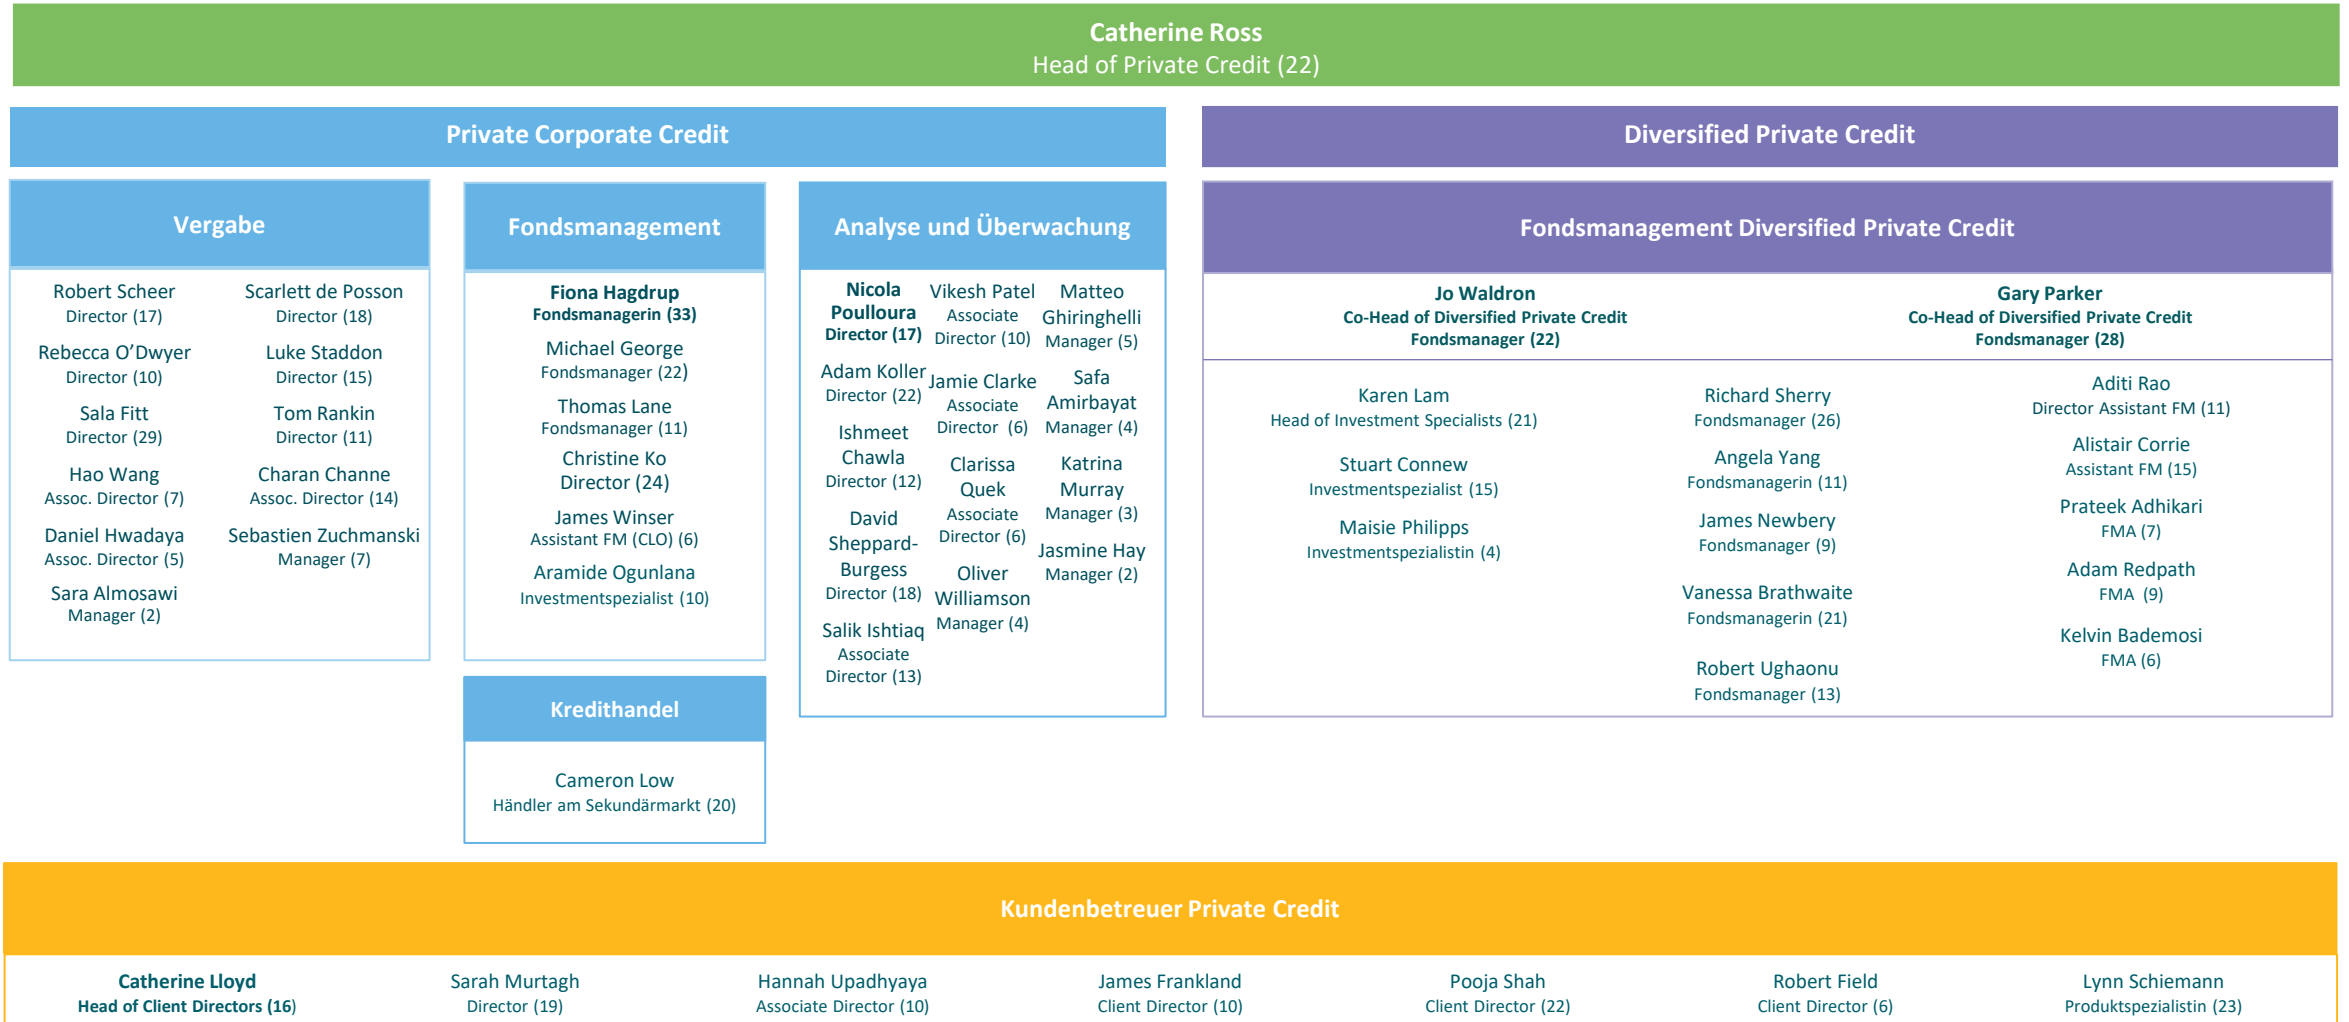 Catherine Ross
Head of Private Credit (22)
Private Corporate Credit
Vergabe
Robert Scheer
Director (17)
Rebecca O’Dwyer
Director (10)
Sala Fitt
Director (29)
Hao Wang
Assoc. Director (7)
Daniel Hwadaya
Assoc. Director (5)
Sara Almosawi
Manager (2)
Scarlett de Posson
Director (18)
Luke Staddon
Director (15)
Tom Rankin
Director (11)
Charan Channe
Assoc. Director (14)
Sebastien Zuchmanski
Manager (7)
Fondsmanagement
Fiona Hagdrup
Fondsmanagerin (33)
Michael George
Fondsmanager (22)
Thomas Lane
Fondsmanager (11)
Christine Ko
Director (24)
James Winser
Assistant FM (CLO) (6)
Aramide Ogunlana
Investmentspezialist (10)
Kredithandel
Cameron Low
Händler am Sekundärmarkt (20)
Analyse und Überwachung
Nicola
Poulloura
Director (17)
Adam Koller
Director (22)
Ishmeet
Chawla
Director (12)
David
Sheppard-
Burgess
Director (18)
Salik Ishtiaq
Associate
Director (13)
Vikesh Patel
Associate
Director (10)
Jamie Clarke
Associate
Director (6)
Clarissa
Quek
Associate
Director (6)
Oliver
Williamson
Manager (4)
Matteo
Ghiringhelli
Manager (5)
Safa
Amirbayat
Manager (4)
Katrina
Murray
Manager (3)
Jasmine Hay
Manager (2)
Diversified Private Credit
Fondsmanagement Diversified Private Credit
Jo Waldron
Co-Head of Diversified Private Credit
Fondsmanager (22)
Gary Parker
Co-Head of Diversified Private Credit
Fondsmanager (28)
Karen Lam
Head of Investment Specialists (21)
Stuart Connew
Investmentspezialist (15)
Maisie Philipps
Investmentspezialistin (4)
Richard Sherry
Fondsmanager (26)
Angela Yang
Fondsmanagerin (11)
James Newbery
Fondsmanager (9)
Vanessa Brathwaite
Fondsmanagerin (21)
Robert Ughaonu
Fondsmanager (13)
Aditi Rao
Director Assistant FM (11)
Alistair Corrie
Assistant FM (15)
Prateek Adhikari
FMA (7)
Adam Redpath
FMA (9)
Kelvin Bademosi
FMA (6)
Kundenbetreuer Private Credit
Catherine Lloyd
Head of Client Directors (16)
Sarah Murtagh
Director (19)
Hannah Upadhyaya
Associate Director (10)
James Frankland
Client Director (10)
Pooja Shah
Client Director (22)
Robert Field
Client Director (6)
Lynn Schiemann
Produktspezialistin (23)